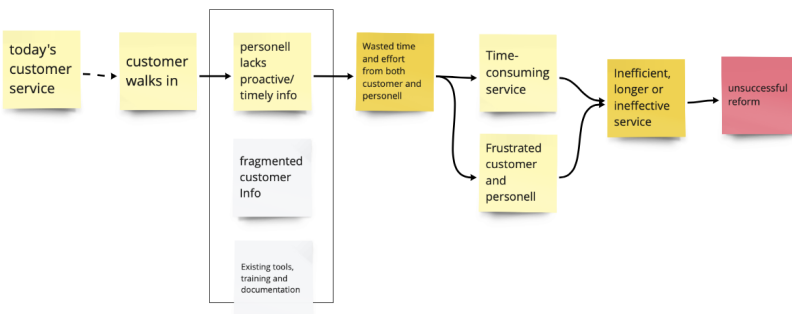 today's
customer
service
customer
walks in
personell
lacks
proactive/
timely info
fragmented
customer
Info
Existing tools,
training and
documentation
Wasted time
and effort
from both
customer and
personell
Time-
consuming
service
Frustrated
customer
and
personell
Inefficient,
longer or
ineffective
service
unsuccessful
reform